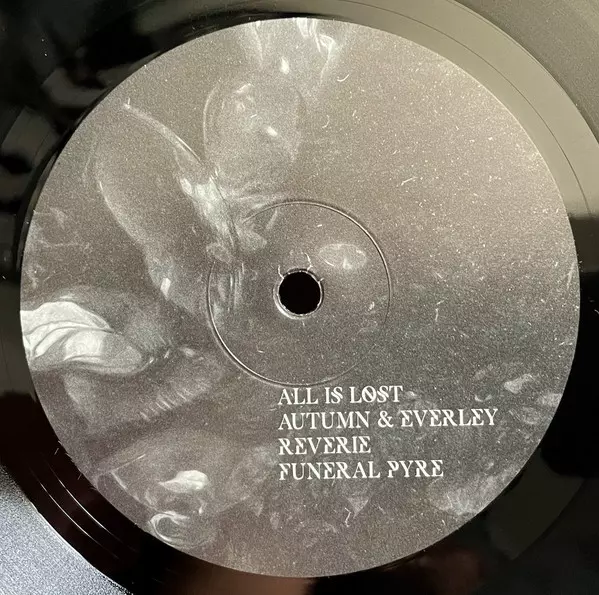 ALL IS LOST
AUTUMN & EVERLEY
REVERIE
FUNERAL PYRE